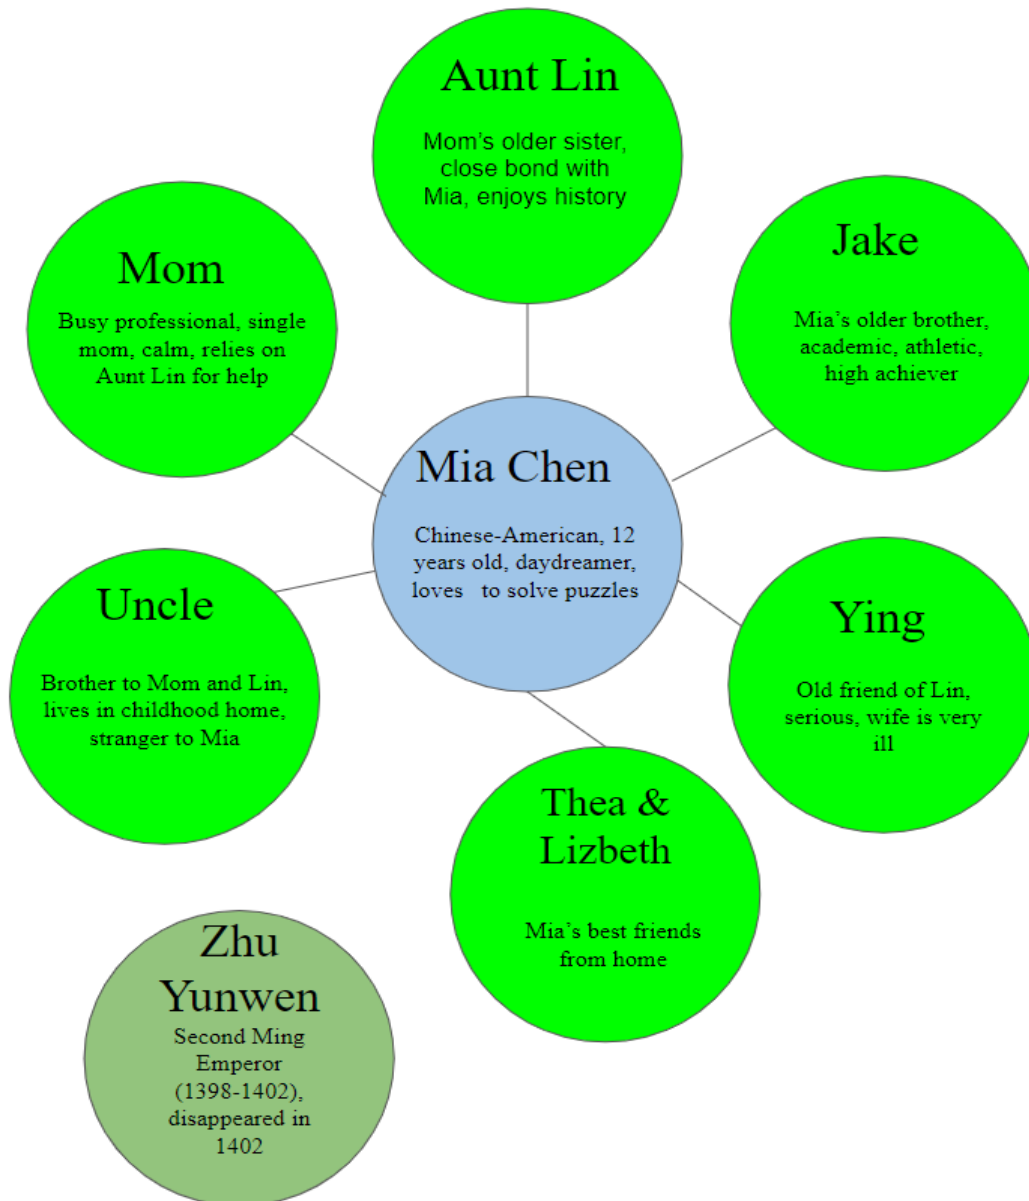 Aunt Lin
Mom's older sister,
close bond with
Mia, enjoys history
Mom
Busy professional, single
mom, calm, relies on
Aunt Lin for help
Jake
Mia's older brother,
academic, athletic,
high achiever
Mia Chen
Chinese-American, 12
years old, daydreamer,
loves to solve puzzles
Uncle
Brother to Mom and Lin,
lives in childhood home,
stranger to Mia
Ying
Old friend of Lin,
serious, wife is very
ill
Thea &
Lizbeth
Mia's best friends
from home
Zhu
Yunwen
Second Ming
Emperor
(1398-1402),
disappeared in
1402